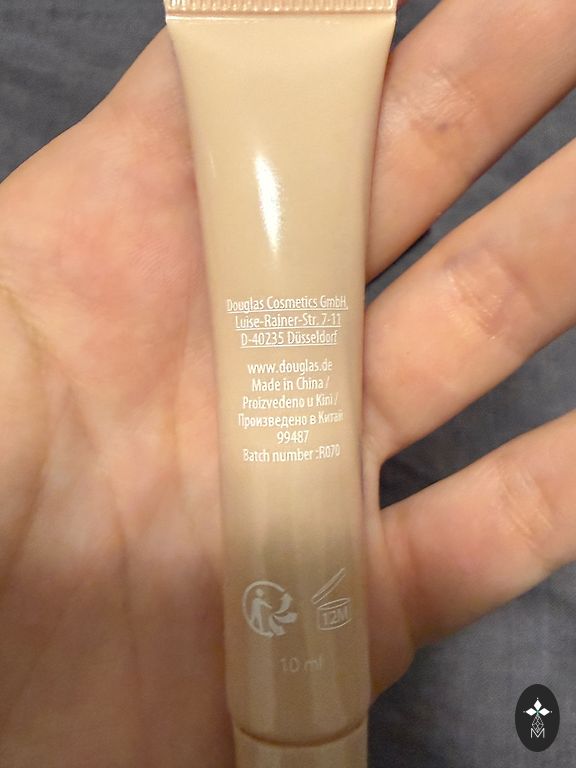 Douglas Cosmetics GmbH,
Luise-Rainer-Str. 7-11
D-40235 Düsseldorf
www.douglas.de
Made in China /
Proizvedeno u Kini /
Произведено в Китай
99487
Batch number :R070
12M
10 ml
M